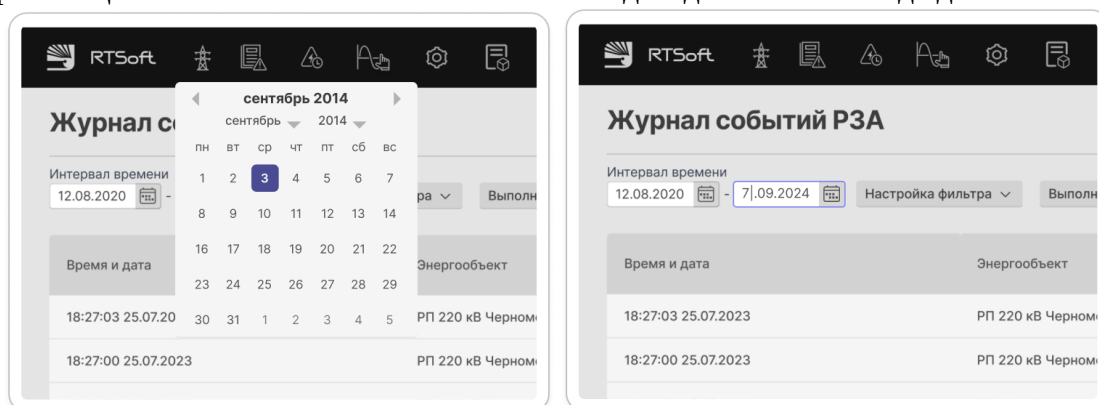 RTSoft
сентябрь 2014
Журнал со
сентябрь 2014
пн вт ср чт пт сб вс
Интервал времени
12.08.2020 -
1 2 3 4 5 6 7
ра Выполн
8 9 10 11 12 13 14
16 17 18 19 20 21 22
Время и дата
Энергообъект
23 24 25 26 27 28 29
18:27:03 25.07.20
30 31 1 2 3 4 5
РП 220 кВ Черном
18:27:00 25.07.2023
РП 220 кВ Черном
RTSoft
Журнал событий РЗА
Интервал времени
12.08.2020 - 7.09.2024 Настройка фильтра Выполн
Время и дата Энергообъект
18:27:03 25.07.2023 РП 220 кВ Черном
18:27:00 25.07.2023 РП 220 кВ Черном